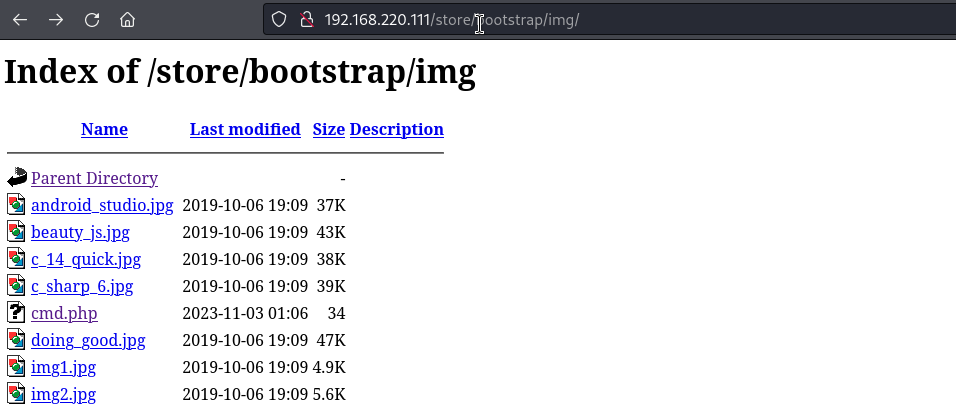 192.168.220.111/store/bootstrap/img/
Index of /store/bootstrap/img
Name Last modified Size Description
Parent Directory -
android_studio.jpg 2019-10-06 19:09 37K
beauty_js.jpg 2019-10-06 19:09 43K
c_14_quick.jpg 2019-10-06 19:09 38K
c_sharp_6.jpg 2019-10-06 19:09 39K
cmd.php 2023-11-03 01:06 34
doing_good.jpg 2019-10-06 19:09 47K
img1.jpg 2019-10-06 19:09 4.9K
img2.jpg 2019-10-06 19:09 5.6K